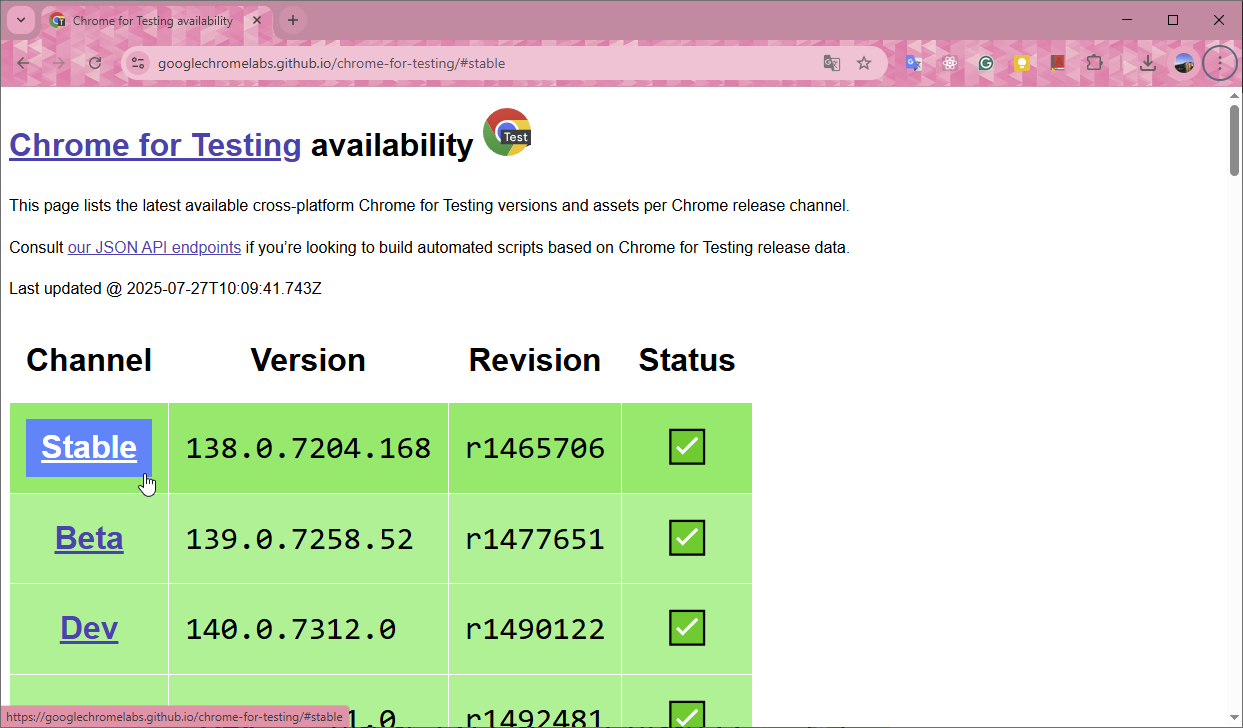 Chrome for Testing availability
googlechromelabs.github.io/chrome-for-testing/#stable
Chrome for Testing availability
Test
This page lists the latest available cross-platform Chrome for Testing versions and assets per Chrome release channel.
Consult our JSON API endpoints if you’re looking to build automated scripts based on Chrome for Testing release data.
Last updated @ 2025-07-27T10:09:41.743Z
Channel Version Revision Status
Stable 138.0.7204.168 r1465706 ✅
Beta 139.0.7258.52 r1477651 ✅
Dev 140.0.7312.0 r1490122 ✅
1.0 r1492481 ✅
https://googlechromelabs.github.io/chrome-for-testing/#stable